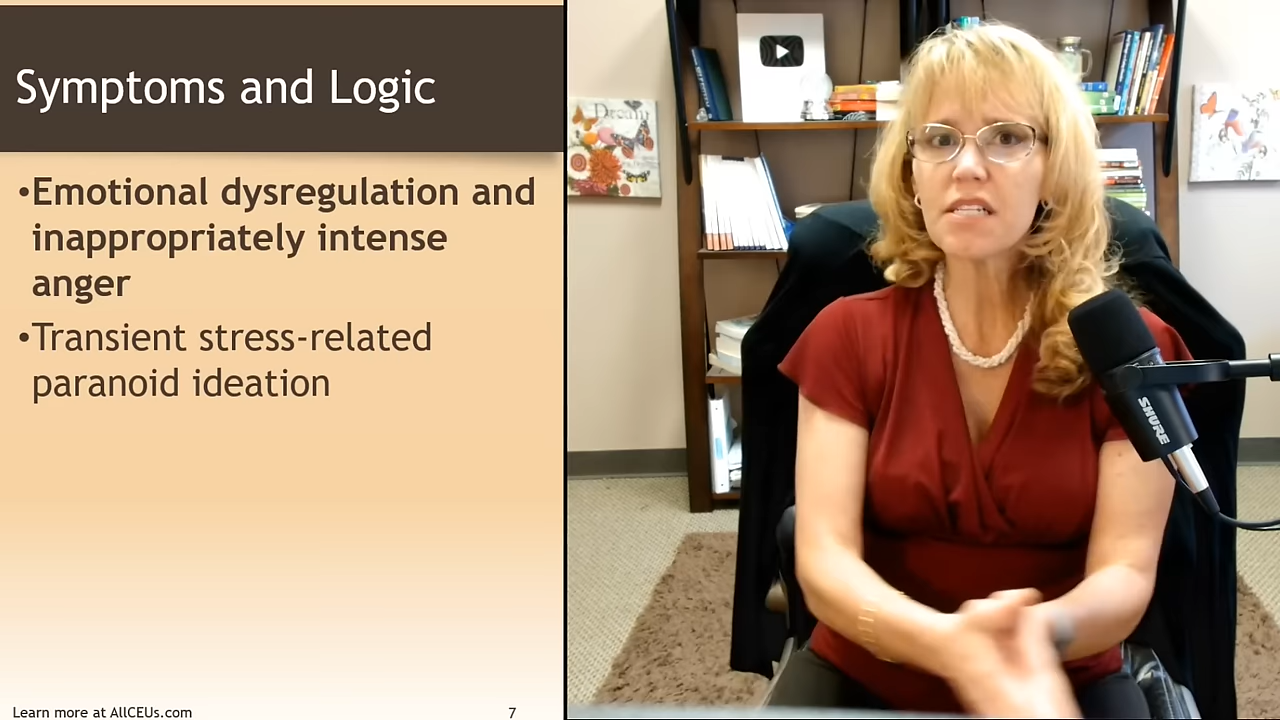 Symptoms and Logic
•Emotional dysregulation and
inappropriately intense
anger
•Transient stress-related
paranoid ideation
Learn more at AllCEUs.com
7
Dream
SHURE